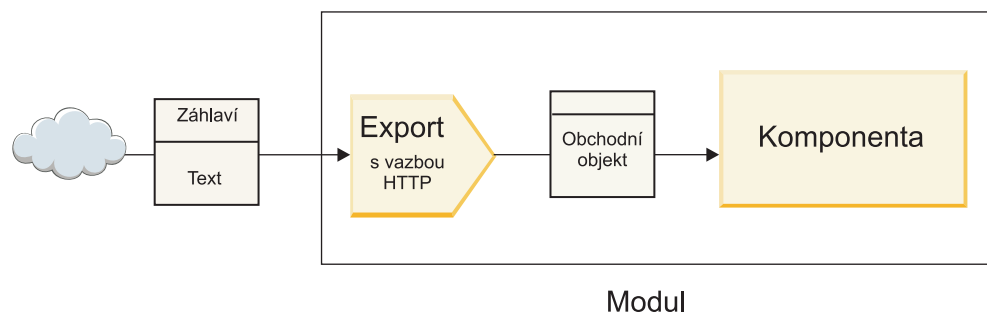 Záhlaví
Text
Export
s vazbou
HTTP
Obchodní
objekt
Komponenta
Modul